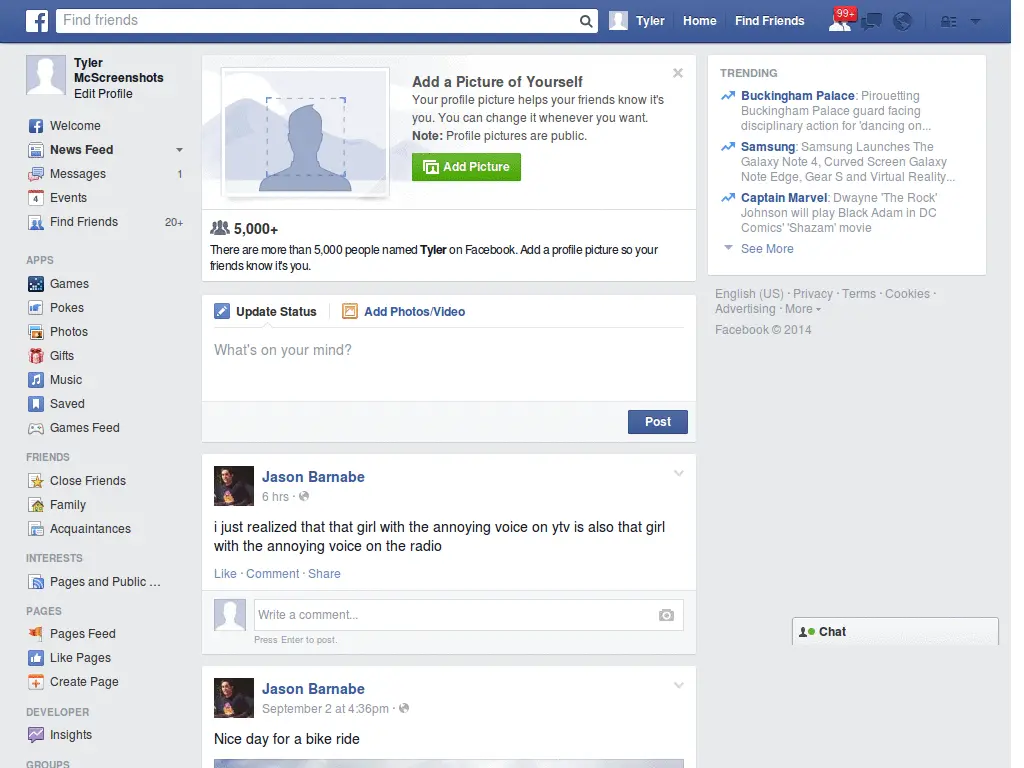 Find friends
Tyler
Home
Find Friends
99+
Tyler
McScreenshots
Edit Profile
Welcome
News Feed
Messages 1
4 Events
Find Friends 20+
APPS
Games
Pokes
Photos
Gifts
Music
Saved
Games Feed
FRIENDS
Close Friends
Family
Acquaintances
INTERESTS
Pages and Public ...
PAGES
Pages Feed
Like Pages
Create Page
DEVELOPER
Insights
GROUPS
Add a Picture of Yourself
Your profile picture helps your friends know it's
you. You can change it whenever you want.
Note: Profile pictures are public.
Add Picture
5,000+
There are more than 5,000 people named Tyler on Facebook. Add a profile picture so your
friends know it's you.
Update Status
Add Photos/Video
What's on your mind?
Post
Jason Barnabe
6 hrs ·
i just realized that that girl with the annoying voice on ytv is also that girl
with the annoying voice on the radio
Like · Comment · Share
Write a comment...
Press Enter to post.
Jason Barnabe
September 2 at 4:36pm ·
Nice day for a bike ride
TRENDING
Buckingham Palace: Pirouetting
Buckingham Palace guard facing
disciplinary action for 'dancing on...
Samsung: Samsung Launches The
Galaxy Note 4, Curved Screen Galaxy
Note Edge, Gear S and Virtual Reality...
Captain Marvel: Dwayne 'The Rock'
Johnson will play Black Adam in DC
Comics' 'Shazam' movie
See More
English (US) · Privacy · Terms · Cookies ·
Advertising · More
Facebook © 2014
Chat